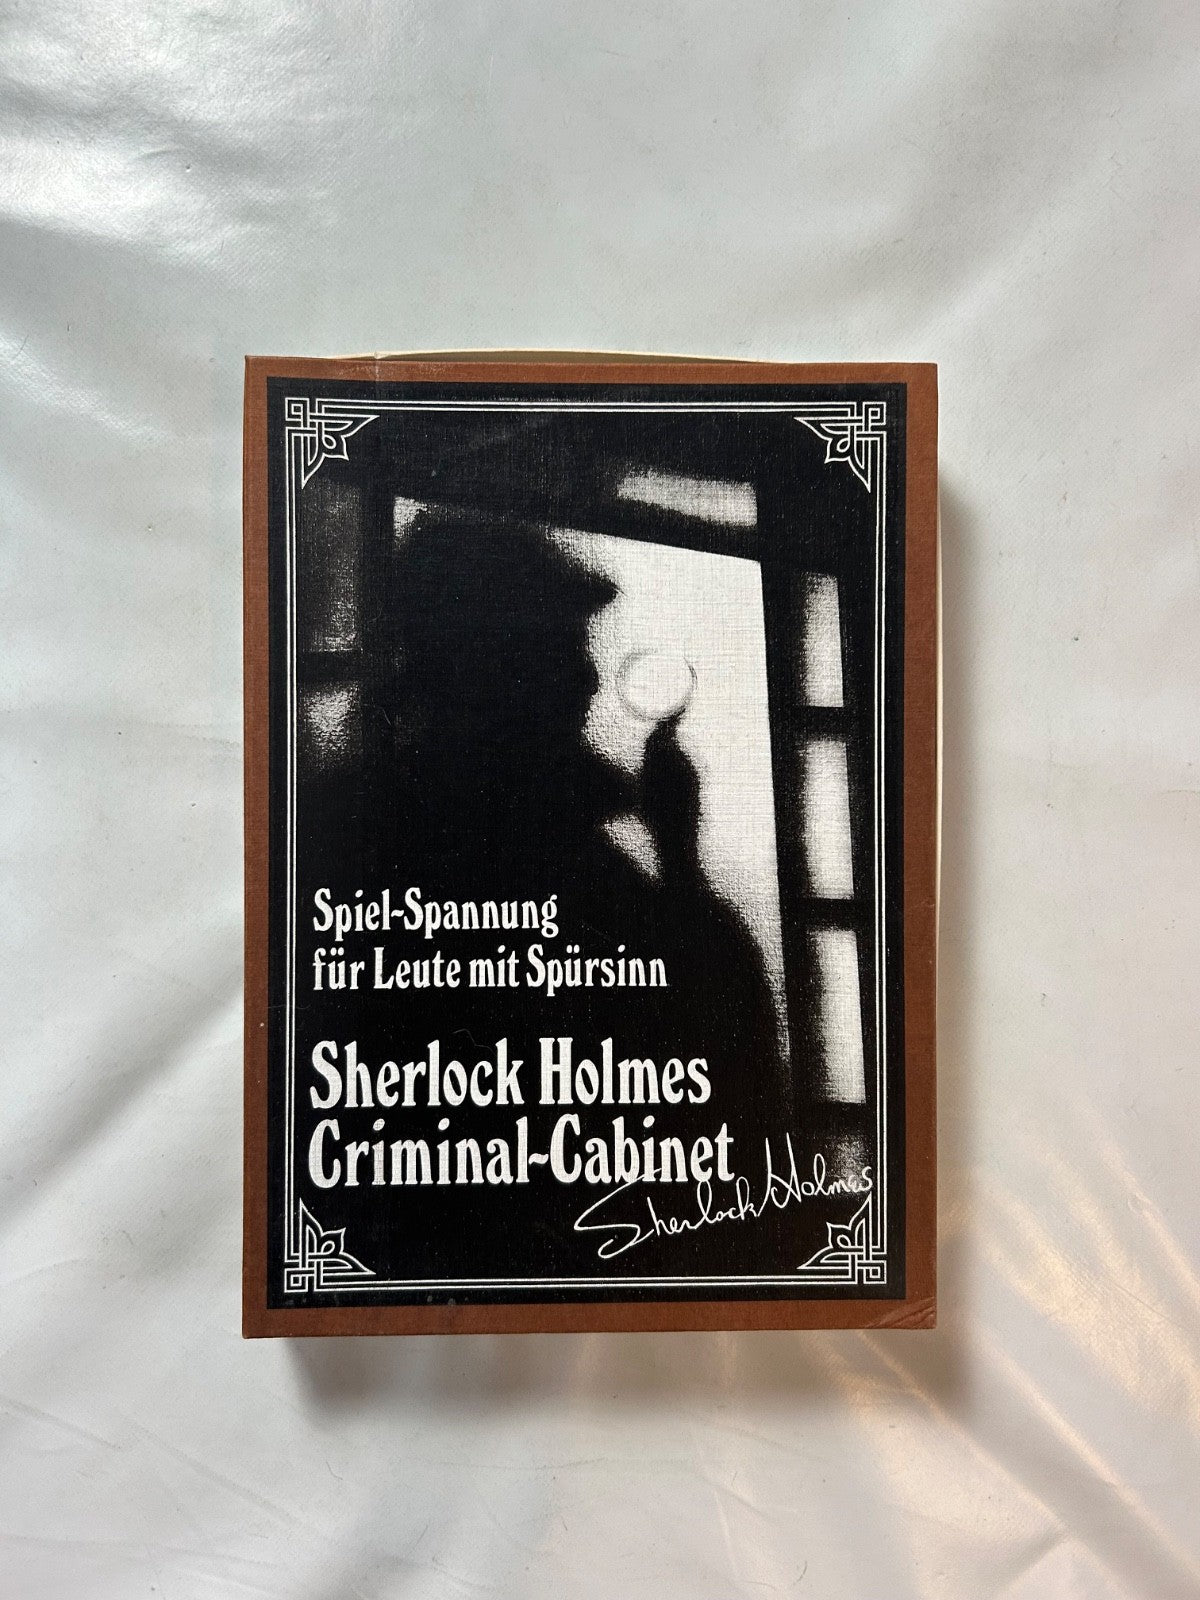 Spiel-Spannung
für Leute mit Spürsinn
Sherlock Holmes
Criminal-Cabinet
Sherlock Holmes